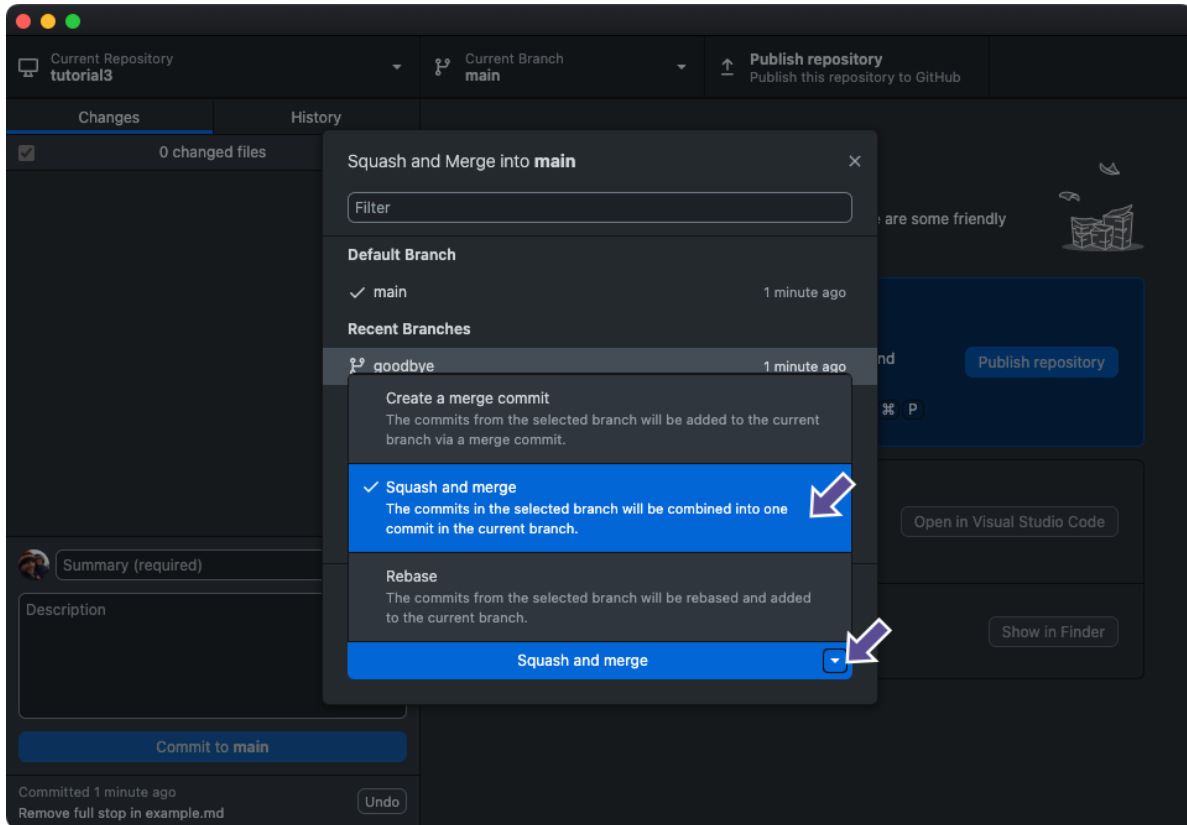 Current Repository
tutorial3
Current Branch
main
Publish repository
Publish this repository to GitHub
Changes
History
0 changed files
Squash and Merge into main
Filter
Default Branch
main
1 minute ago
Recent Branches
goodbye
1 minute ago
Create a merge commit
The commits from the selected branch will be added to the current
branch via a merge commit.
Squash and merge
The commits in the selected branch will be combined into one
commit in the current branch.
Rebase
The commits from the selected branch will be rebased and added
to the current branch.
Squash and merge
are some friendly
nd
Publish repository
⌘ P
Open in Visual Studio Code
Show in Finder
Summary (required)
Description
Commit to main
Committed 1 minute ago
Remove full stop in example.md
Undo